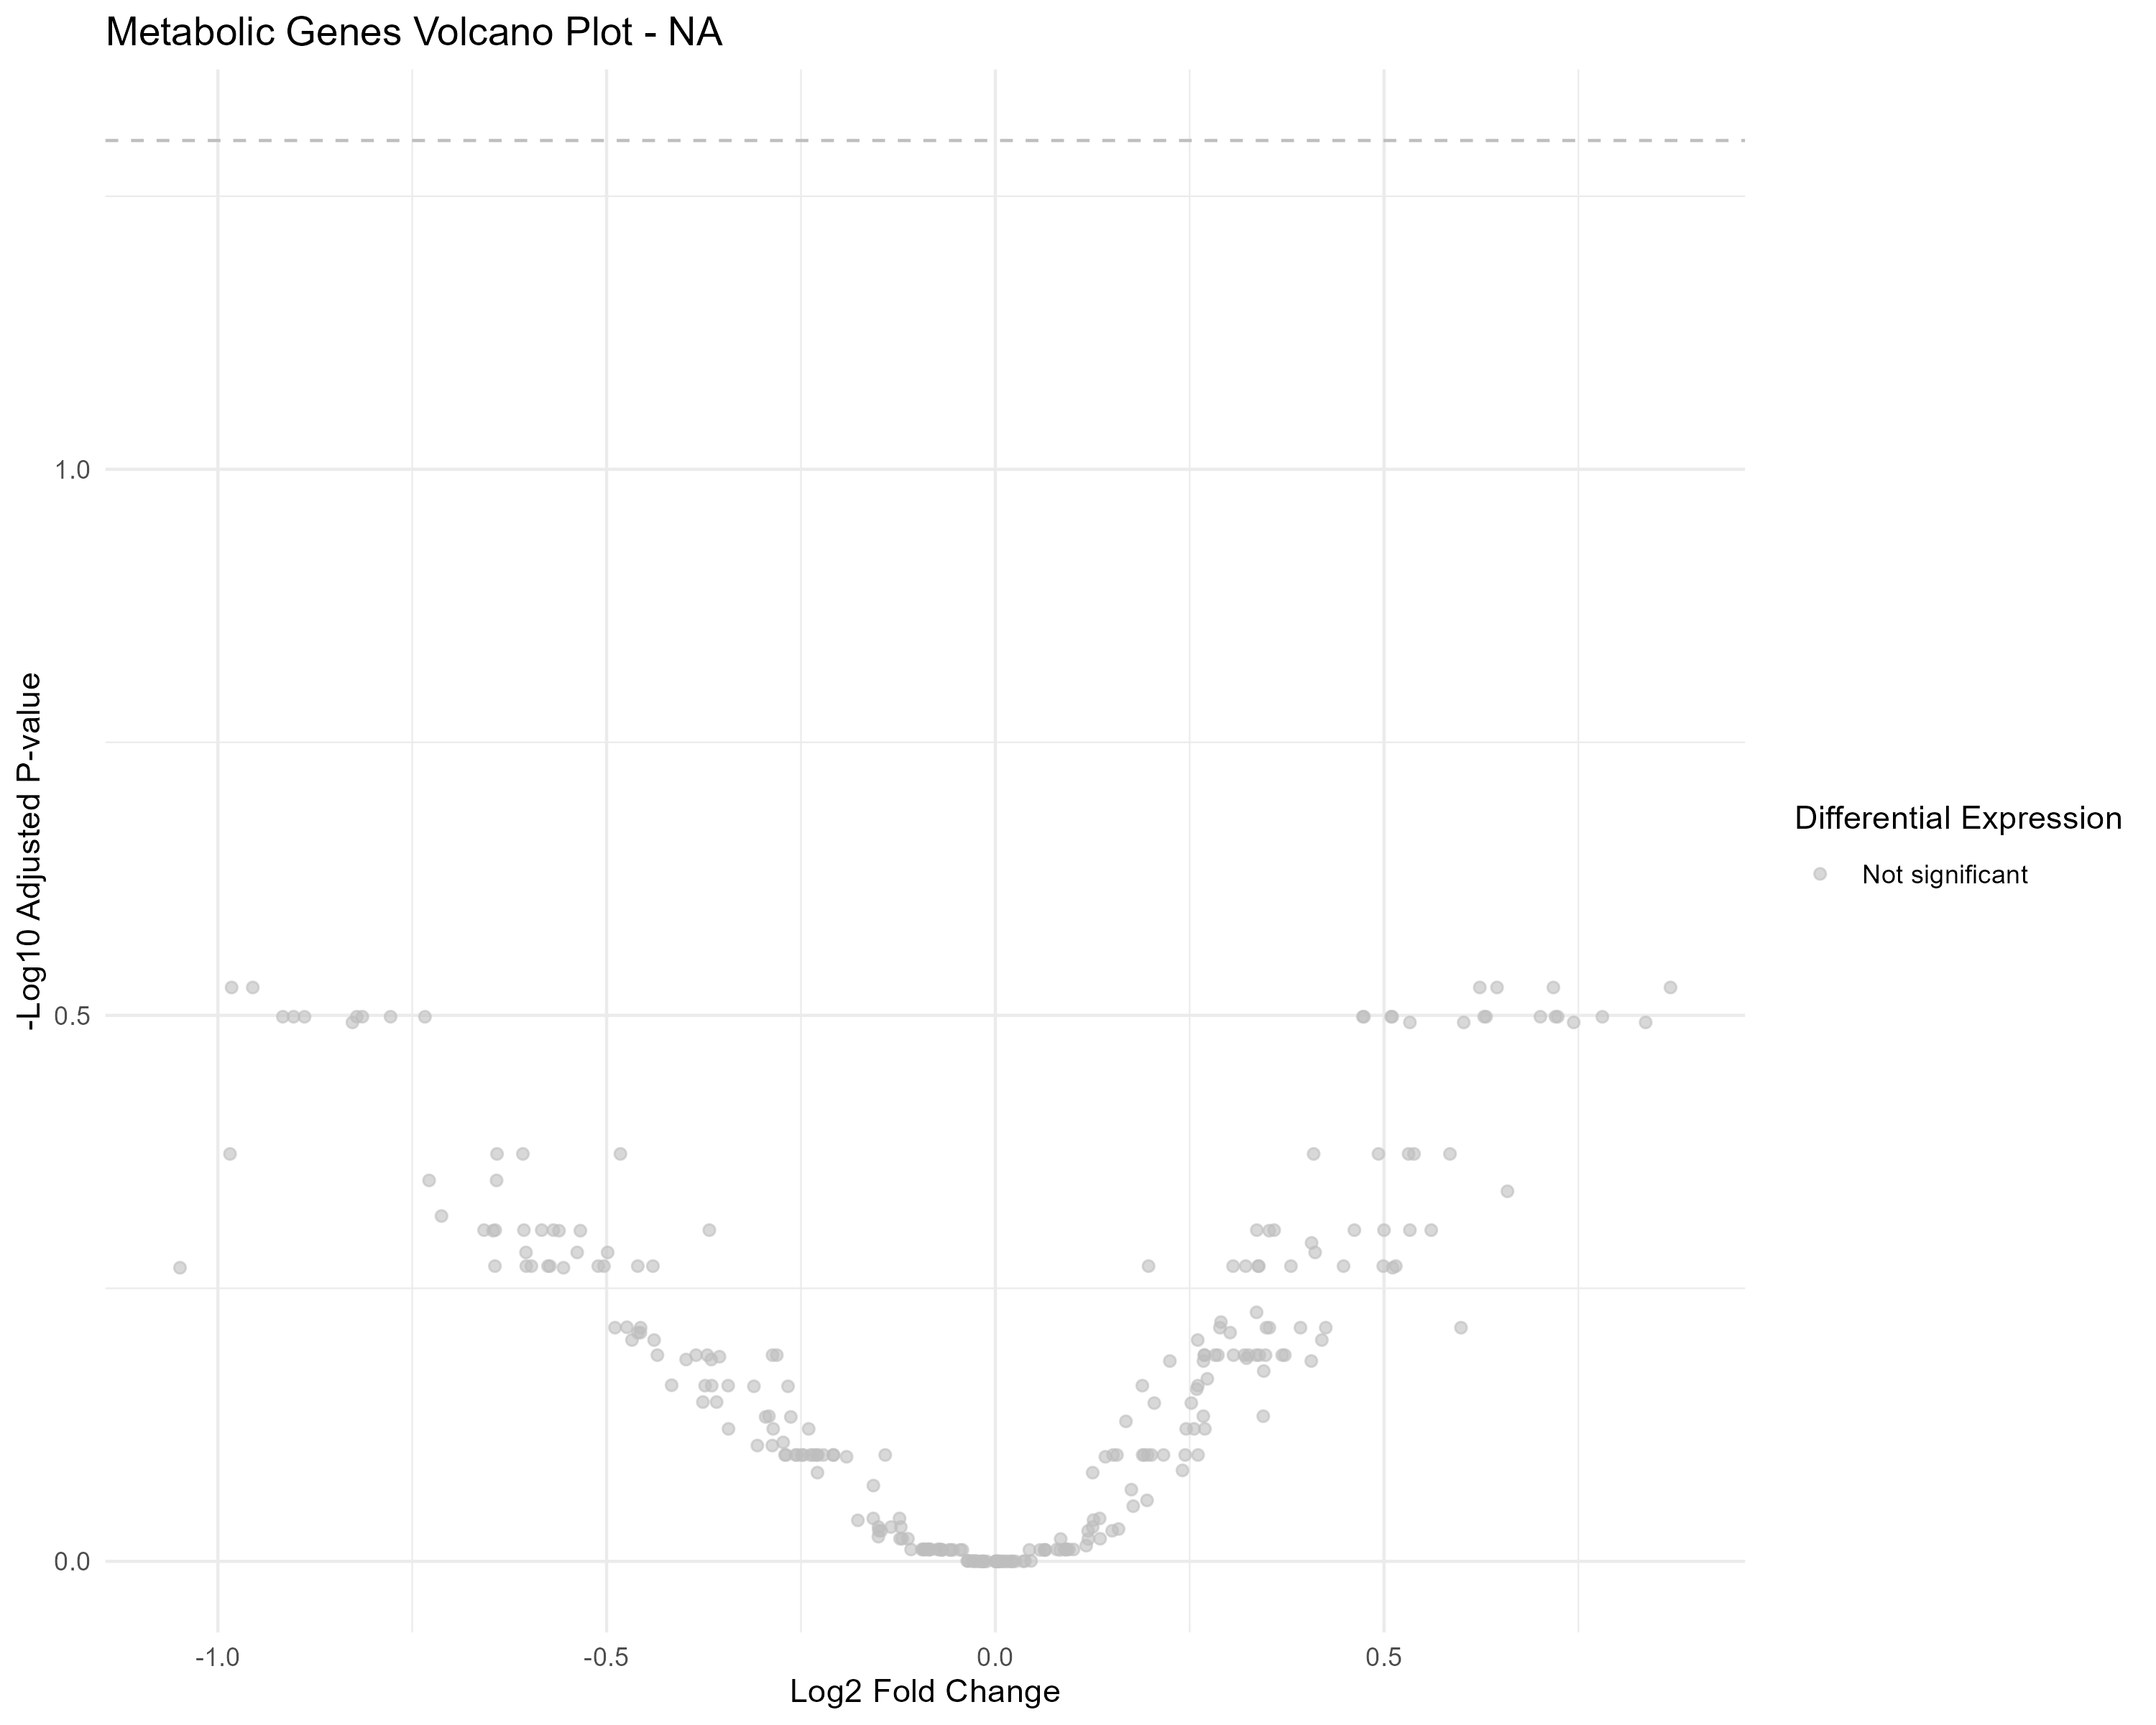 Metabolic Genes Volcano Plot - NA
-Log10 Adjusted P-value
1.0
0.5
0.0
-1.0
-0.5
0.0
0.5
Log2 Fold Change
Differential Expression
Not significant